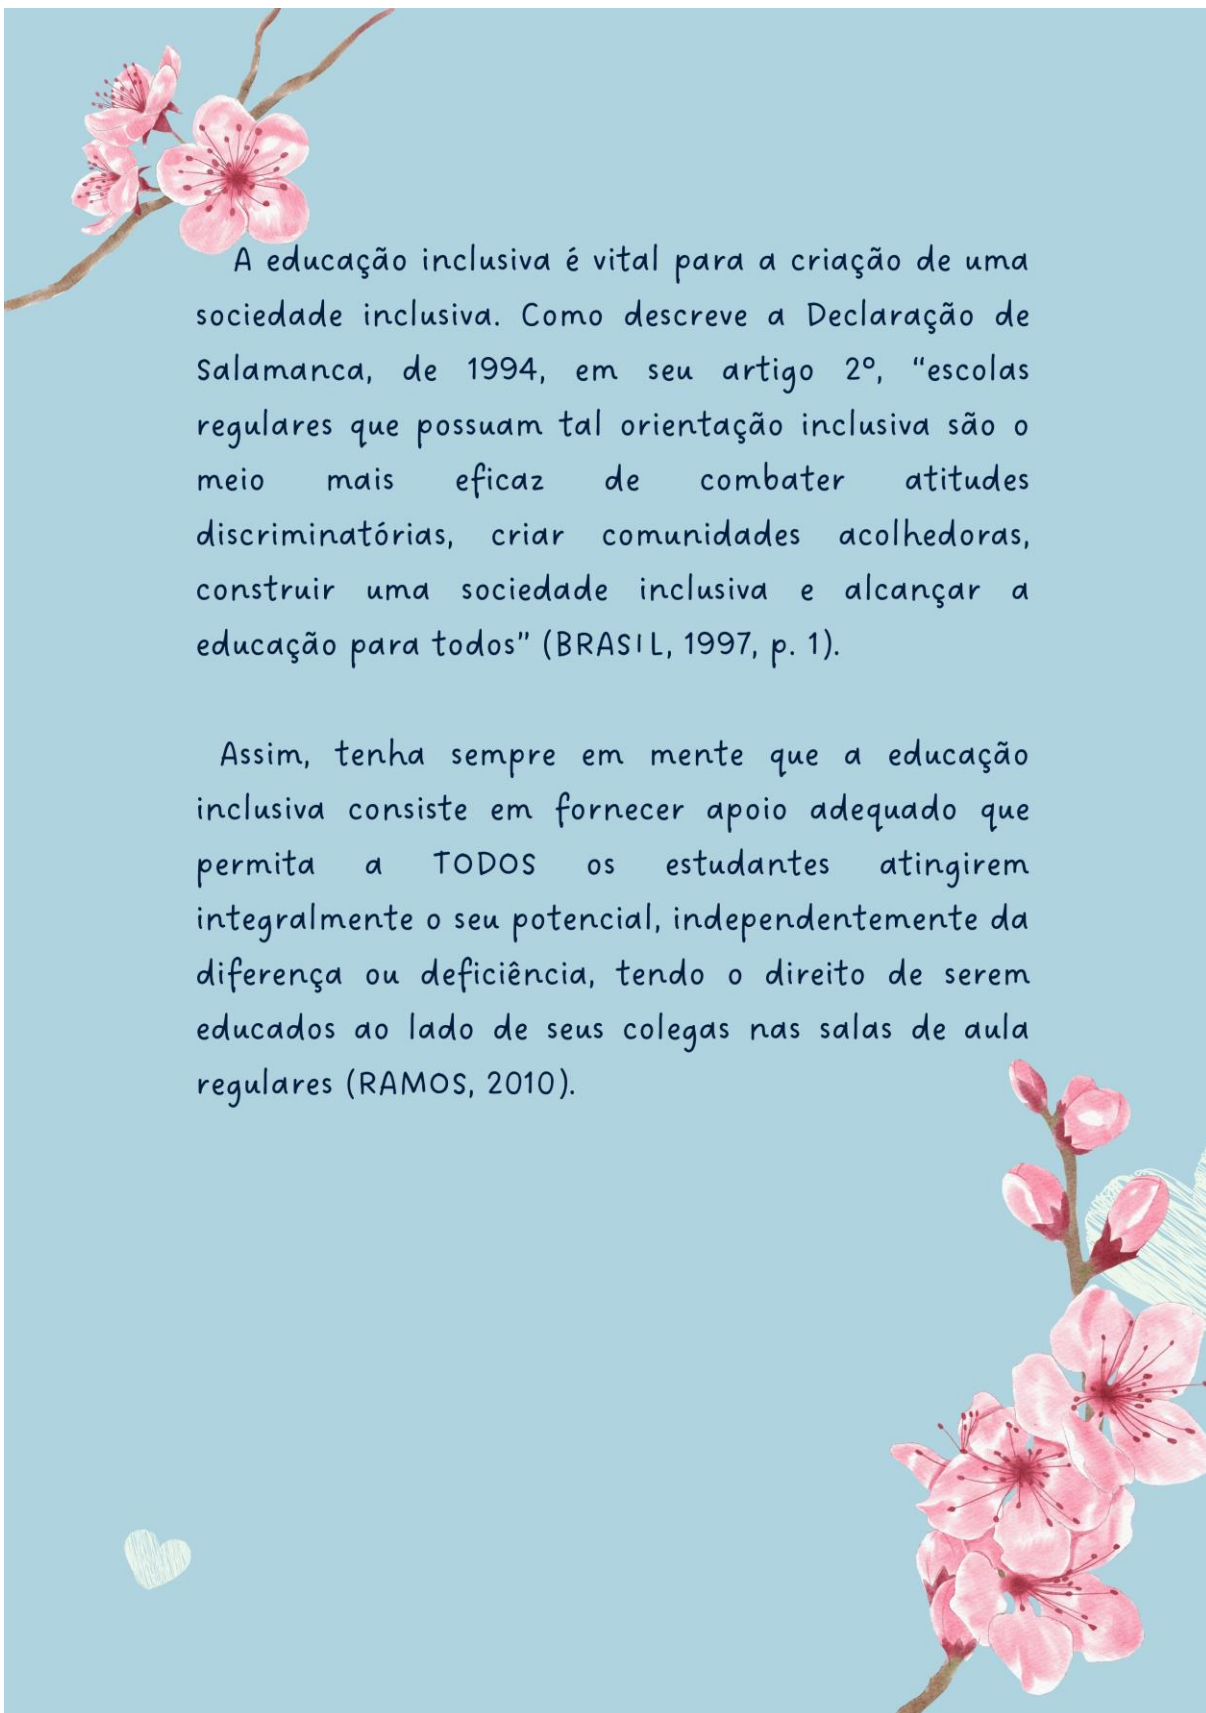 A educação inclusiva é vital para a criação de uma
sociedade inclusiva. Como descreve a Declaração de
Salamanca, de 1994, em seu artigo 2º, “escolas
regulares que possuam tal orientação inclusiva são o
meio mais eficaz de combater atitudes
discriminatórias, criar comunidades acolhedoras,
construir uma sociedade inclusiva e alcançar a
educação para todos” (BRASIL, 1997, p. 1).
Assim, tenha sempre em mente que a educação
inclusiva consiste em fornecer apoio adequado que
permita a TODOS os estudantes atingirem
integralmente o seu potencial, independentemente da
diferença ou deficiência, tendo o direito de serem
educados ao lado de seus colegas nas salas de aula
regulares (RAMOS, 2010).